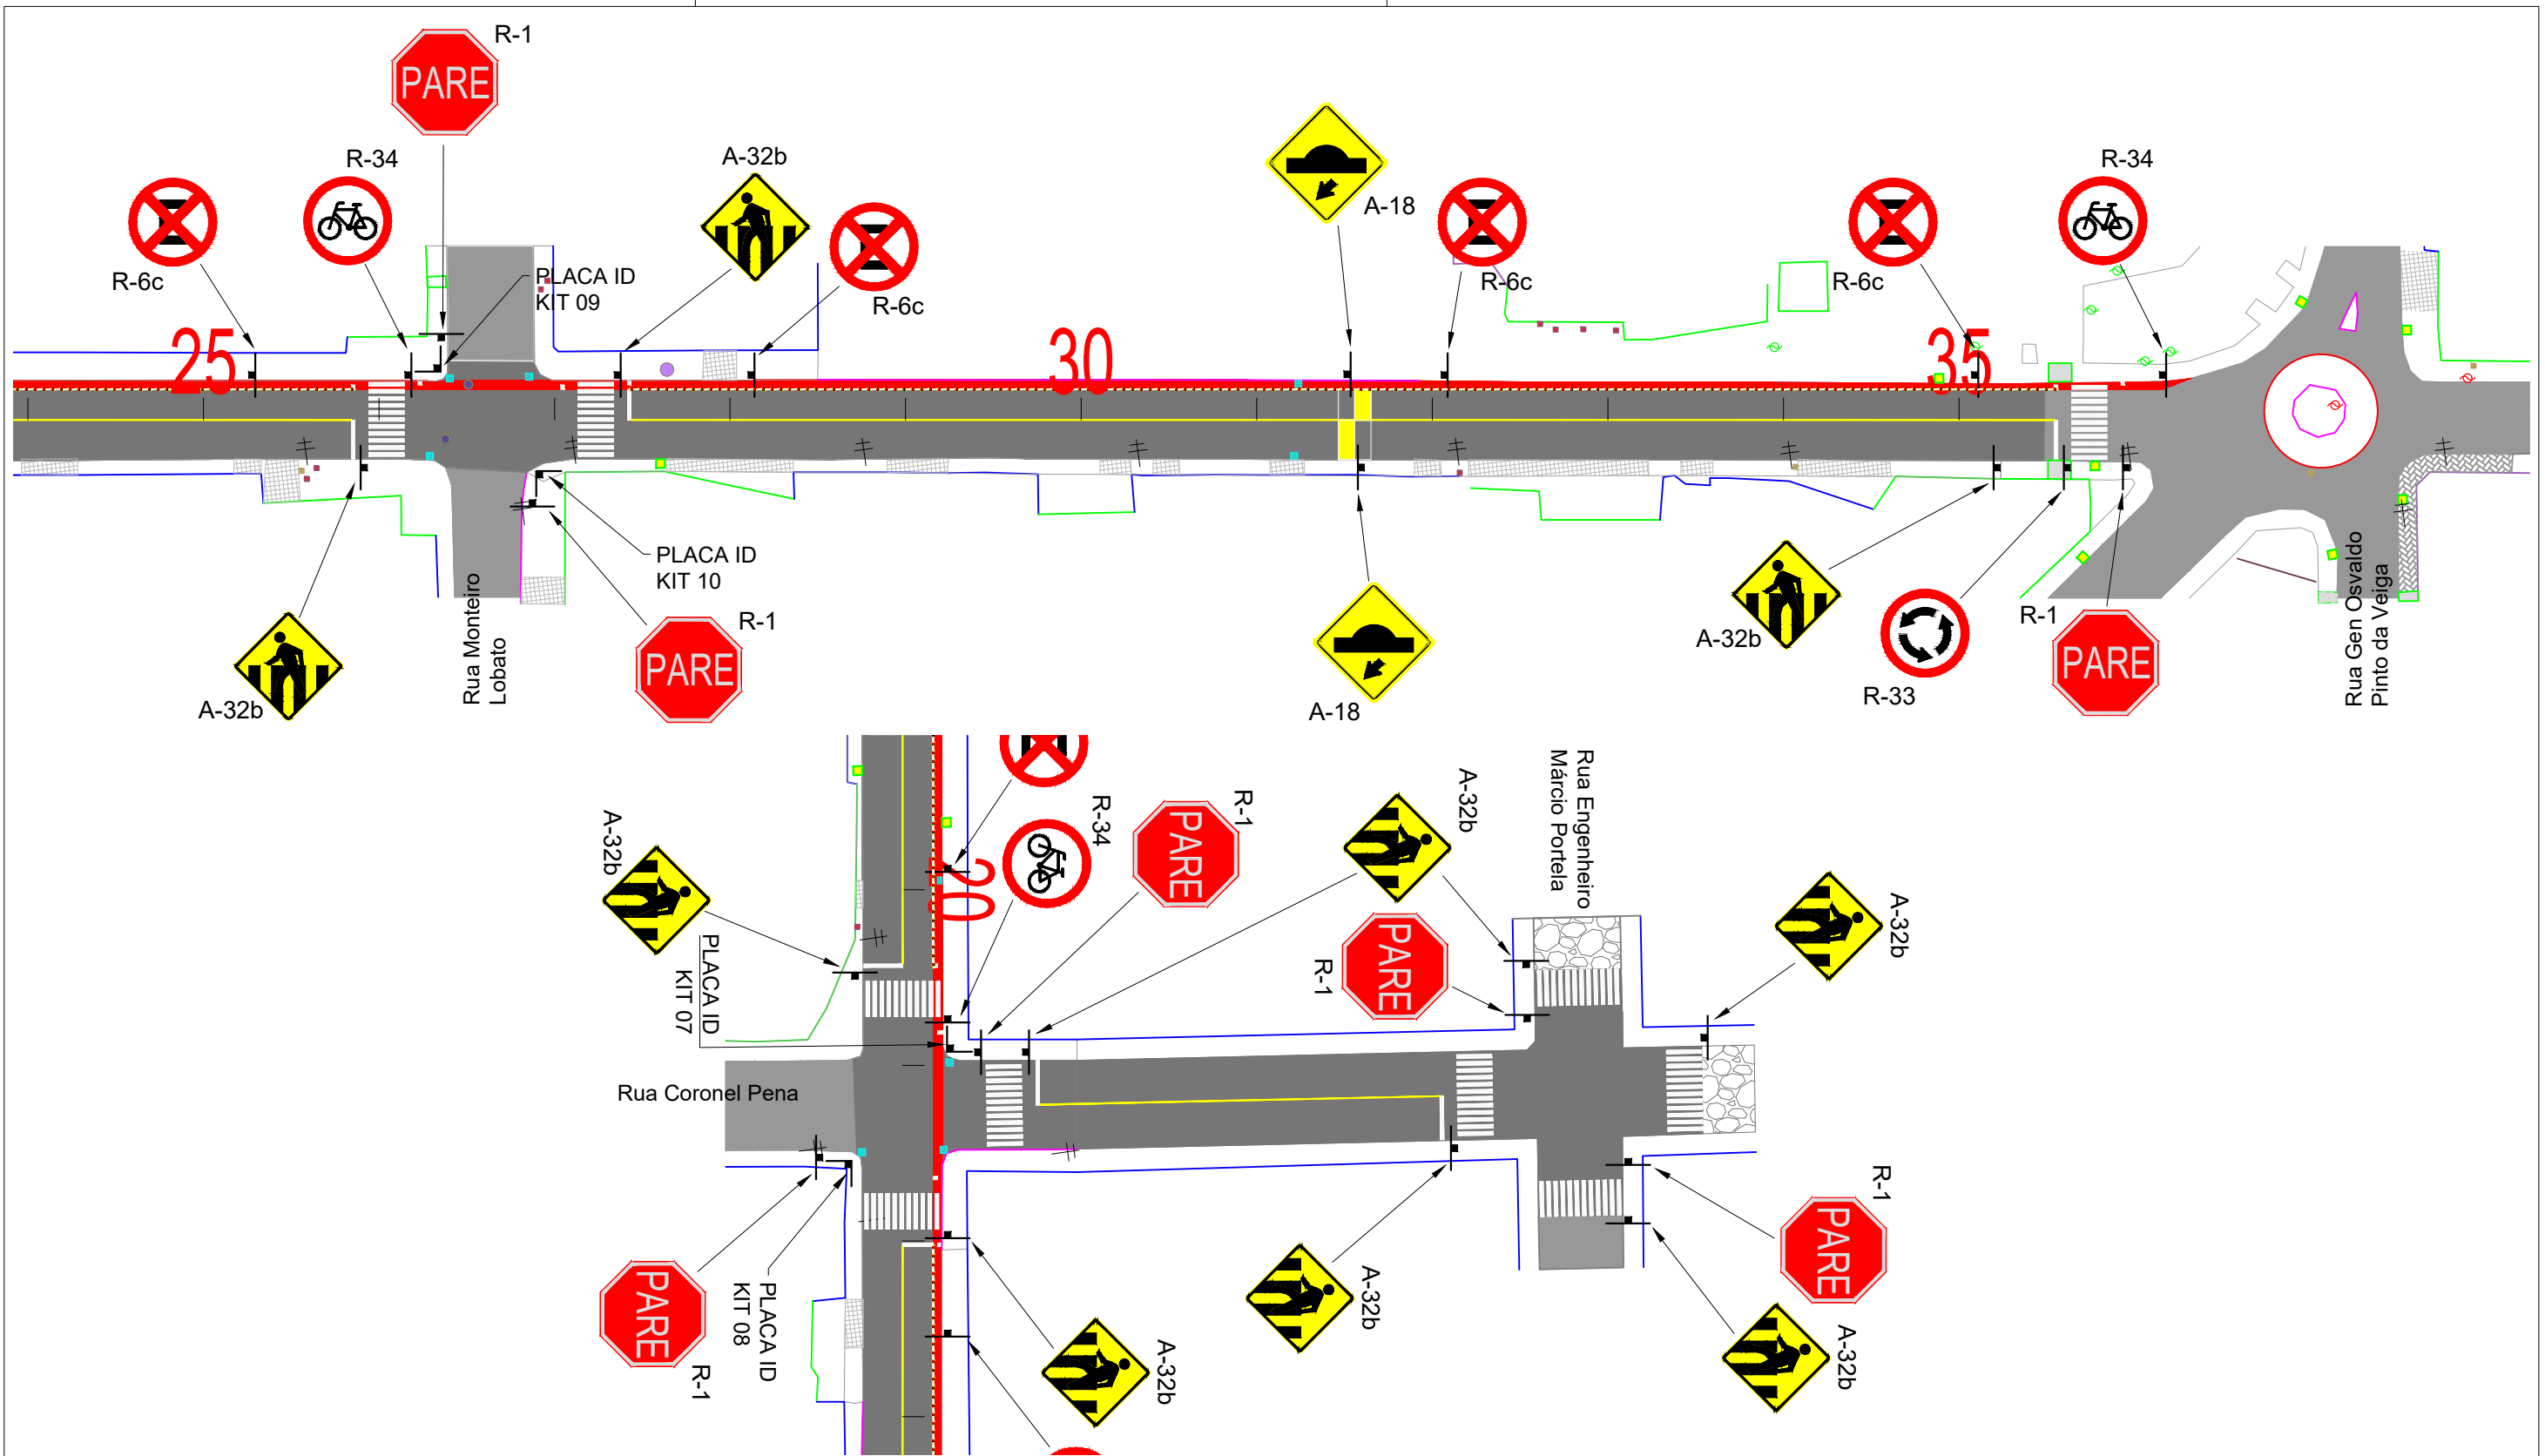 R-1
PARE
R-34
A-32b
R-34
A-18
R-6c
PLACA ID
KIT 09
R-6c
R-6c
R-6c
25
30
35
PLACA ID
KIT 10
Rua Monteiro
Lobato
R-1
PARE
A-32b
A-18
A-32b
R-33
R-1
PARE
Rua Gen Osvaldo
Pinto da Veiga
A-32b
20
R-34
R-1
PARE
A-32b
Rua Engenheiro
Márcio Portela
PARE
R-1
A-32b
PLACA ID
KIT 07
Rua Coronel Pena
PARE
R-1
PLACA ID
KIT 08
A-32b
A-32b
R-1
PARE
A-32b